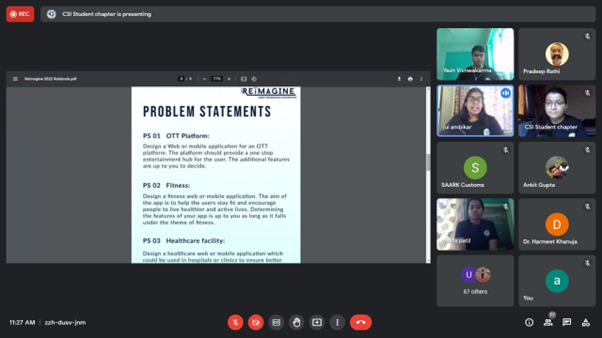 REC
CSI Student chapter is presenting
Reimagine 2022 Rulebook.pdf
77%
REIMAGINE
PROBLEM STATEMENTS
PS 01 OTT Platform:
Design a Web or mobile application for an OTT
platform. The platform should provide a one stop
entertainment hub for the user. The additional features
are up to you to decide.
PS 02 Fitness:
Design a fitness web or mobile application. The aim of
the app is to help the users stay fit and encourage
people to live healthier and active lives. Determining
the features of your app is up to you as long as it falls
under the theme of fitness.
PS 03 Healthcare facility:
Design a healthcare web or mobile application which
could be used in hospitals or clinics to ensure better
Yash Vishwakarma
Pradeep Rathi
jui ambikar
CSI Student chapter
S
SAARK Customs
Ankit Gupta
patil
D
Dr. Harmeet Khanuja
U
67 others
a
You
11:27 AM | zzh-dusv-jnm